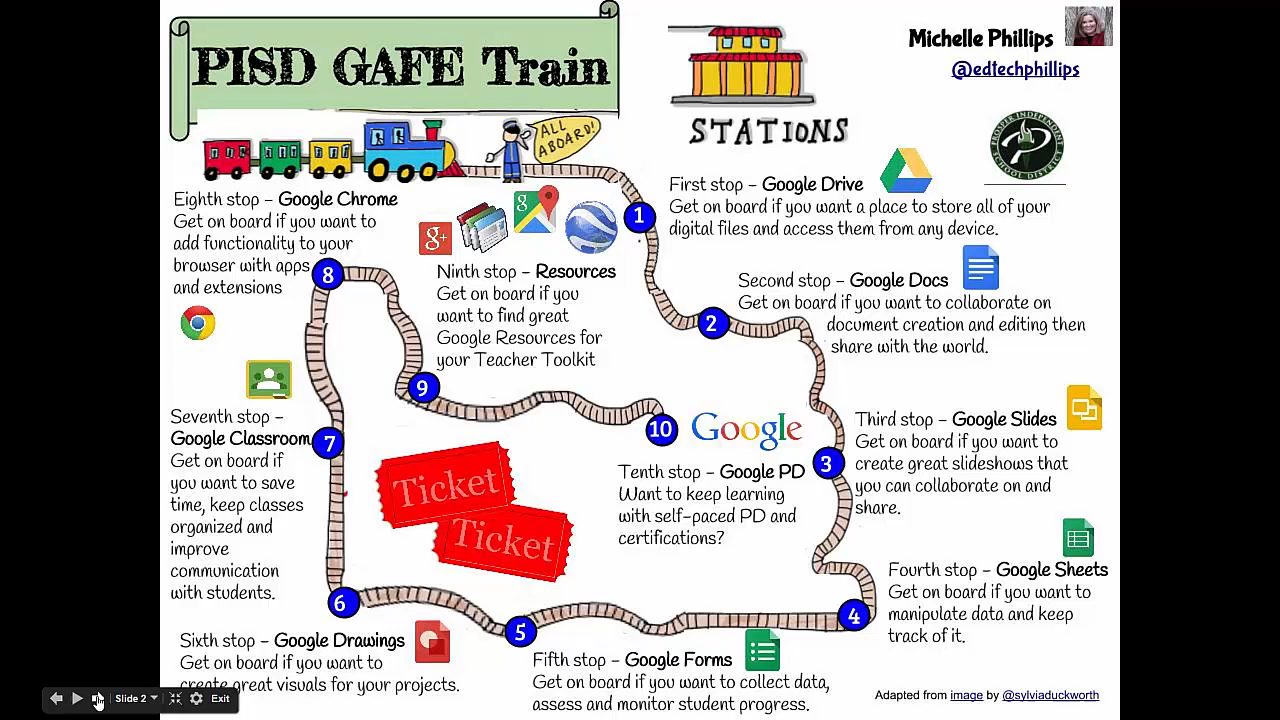 PISD GAFE Train
ALL
ABOARD!
STATIONS
Michelle Phillips
@edtechphillips
PROSPER INDEPENDENT
SCHOOL DISTRICT
First stop – Google Drive
Get on board if you want a place to store all of your
digital files and access them from any device.
1
Second stop – Google Docs
Get on board if you want to collaborate on
document creation and editing then
share with the world.
2
Third stop – Google Slides
Get on board if you want to
create great slideshows that
you can collaborate on and
share.
3
Fourth stop – Google Sheets
Get on board if you want to
manipulate data and keep
track of it.
4
Fifth stop – Google Forms
Get on board if you want to collect data,
assess and monitor student progress.
5
Sixth stop – Google Drawings
Get on board if you want to
create great visuals for your projects.
6
Seventh stop –
Google Classroom
Get on board if
you want to save
time, keep classes
organized and
improve
communication
with students.
7
Eighth stop – Google Chrome
Get on board if you want to
add functionality to your
browser with apps
and extensions
8
g+
g
Ninth stop – Resources
Get on board if you
want to find great
Google Resources for
your Teacher Toolkit
9
10
Google
Tenth stop – Google PD
Want to keep learning
with self-paced PD and
certifications?
Ticket
Ticket
Adapted from image by @sylviaduckworth
Slide 2
Exit